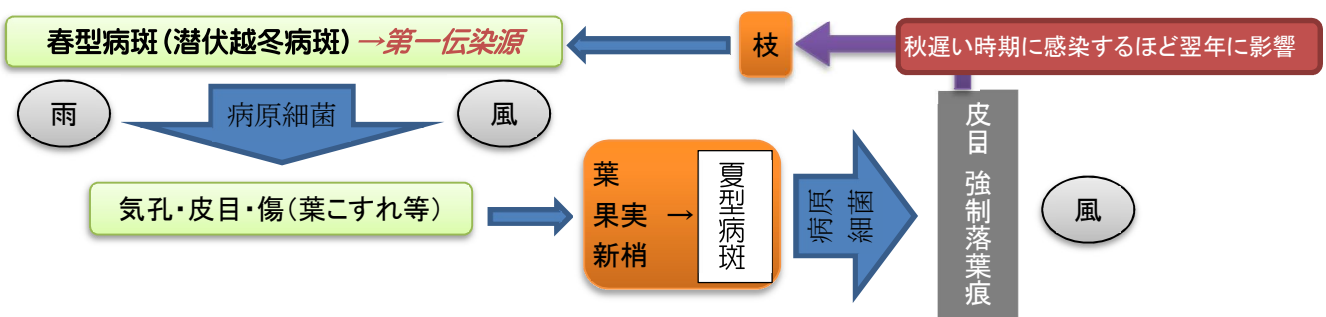 春型病斑(潜伏越冬病斑)→第一伝染源
枝
秋遅い時期に感染するほど翌年に影響
雨
病原細菌
風
気孔・皮目・傷(葉こすれ等)
葉
果実 →
新梢
夏型病斑
病原
細菌
皮目 強制落葉痕
風